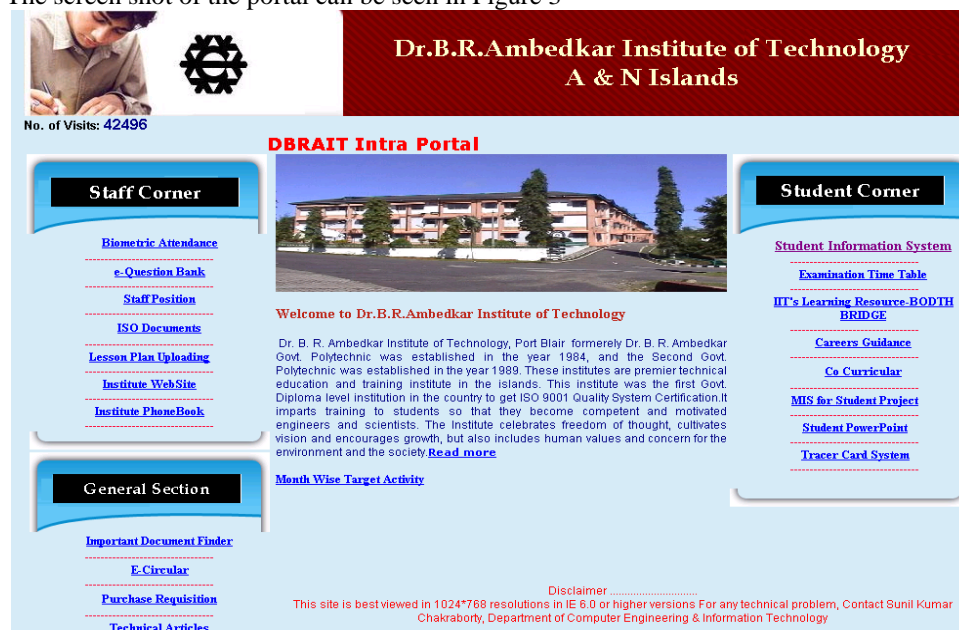 The screen shot of the portal can be seen in Figure 3
Dr.B.R.Ambedkar Institute of Technology
A & N Islands
No. of Visits: 42496
DBRAIT Intra Portal
Staff Corner
Biometric Attendance
e-Question Bank
Staff Position
ISO Documents
Lesson Plan Uploading
Institute WebSite
Institute PhoneBook
General Section
Important Document Finder
E-Circular
Purchase Requisition
Technical Articles
Welcome to Dr.B.R.Ambedkar Institute of Technology
Dr. B. R. Ambedkar Institute of Technology, Port Blair formerely Dr. B. R. Ambedkar
Govt. Polytechnic was established in the year 1984, and the Second Govt.
Polytechnic was established in the year 1989. These institutes are premier technical
education and training institute in the islands. This institute was the first Govt.
Diploma level institution in the country to get ISO 9001 Quality System Certification.It
imparts training to students so that they become competent and motivated
engineers and scientists. The Institute celebrates freedom of thought, cultivates
vision and encourages growth, but also includes human values and concern for the
environment and the society.Read more
Month Wise Target Activity
Student Corner
Student Information System
Examination Time Table
IIT's Learning Resource-BODTH
BRIDGE
Careers Guidance
Co Curricular
MIS for Student Project
Student PowerPoint
Tracer Card System
Disclaimer ..............................
This site is best viewed in 1024*768 resolutions in IE 6.0 or higher versions For any technical problem, Contact Sunil Kumar
Chakraborty, Department of Computer Engineering & Information Technology